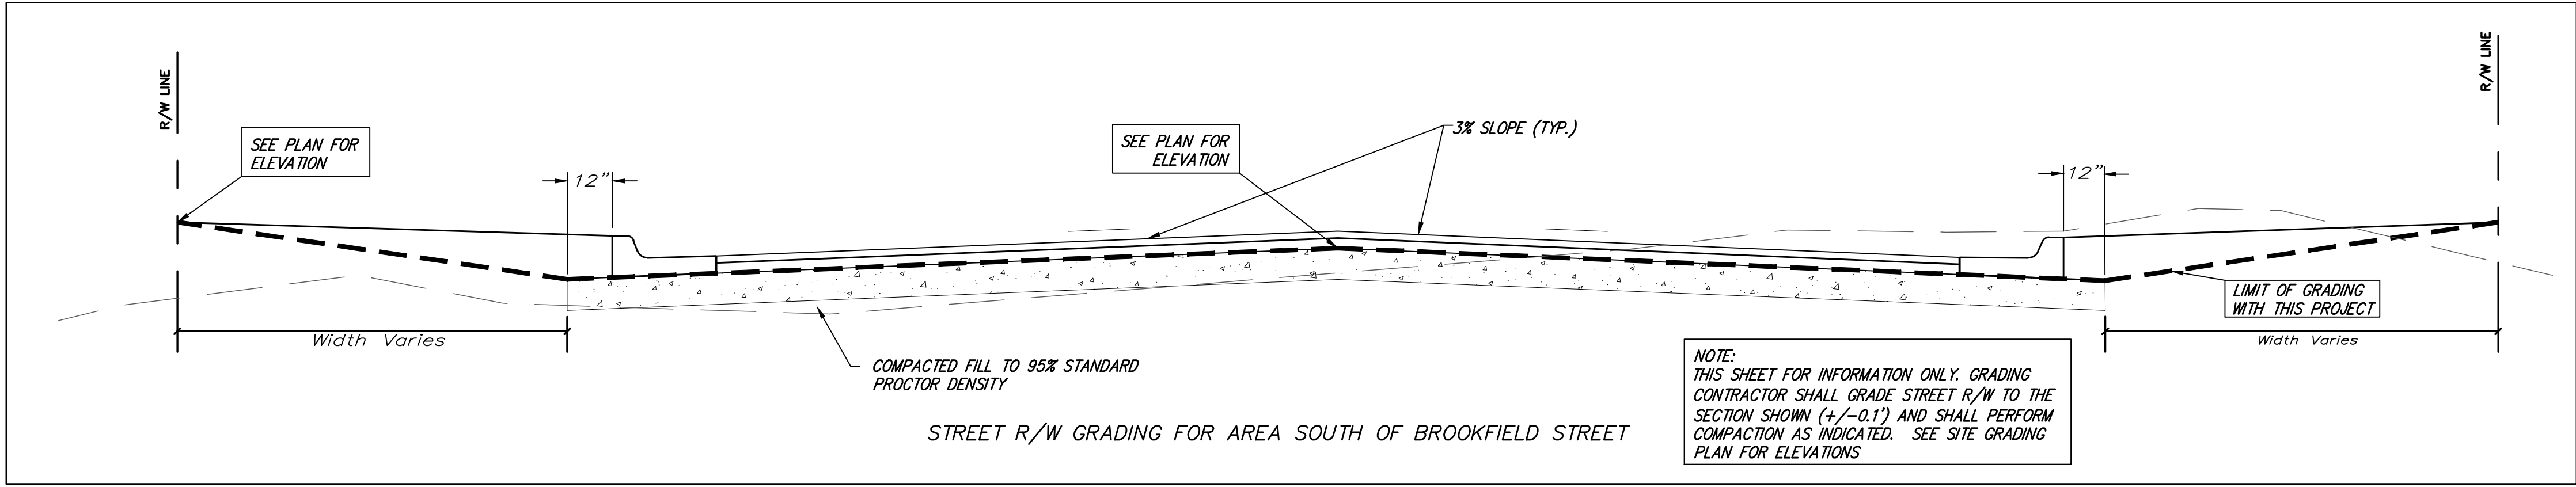 R/W LINE
R/W LINE
SEE PLAN FOR
ELEVATION
12"
SEE PLAN FOR
ELEVATION
3% SLOPE (TYP.)
12"
LIMIT OF GRADING
WITH THIS PROJECT
Width Varies
Width Varies
COMPACTED FILL TO 95% STANDARD
PROCTOR DENSITY
NOTE:
THIS SHEET FOR INFORMATION ONLY. GRADING
CONTRACTOR SHALL GRADE STREET R/W TO THE
SECTION SHOWN (+/-0.1') AND SHALL PERFORM
COMPACTION AS INDICATED. SEE SITE GRADING
PLAN FOR ELEVATIONS
STREET R/W GRADING FOR AREA SOUTH OF BROOKFIELD STREET